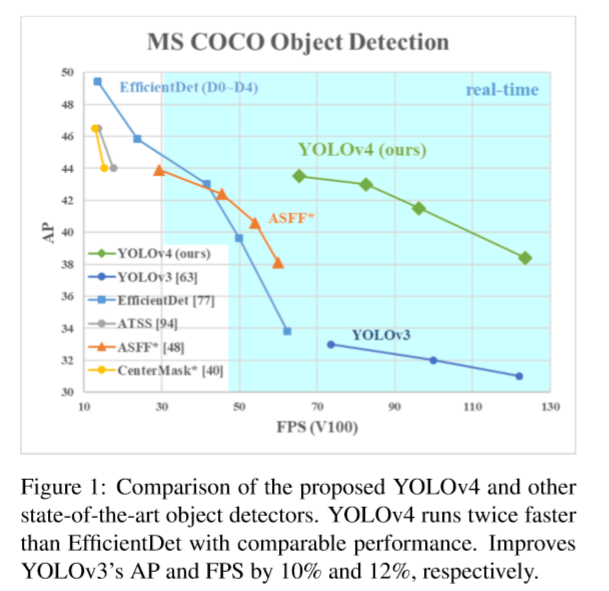 MS COCO Object Detection
50
48
46
44
42
40
38
36
34
32
30
AP
EfficientDet (D0~D4)
real-time
YOLOv4 (ours)
ASFF*
YOLOv3
YOLOv4 (ours)
YOLOv3 [63]
EfficientDet [77]
ATSS [94]
ASFF* [48]
CenterMask* [40]
10 30 50 70 90 110 130
FPS (V100)
Figure 1: Comparison of the proposed YOLOv4 and other
state-of-the-art object detectors. YOLOv4 runs twice faster
than EfficientDet with comparable performance. Improves
YOLOv3's AP and FPS by 10% and 12%, respectively.